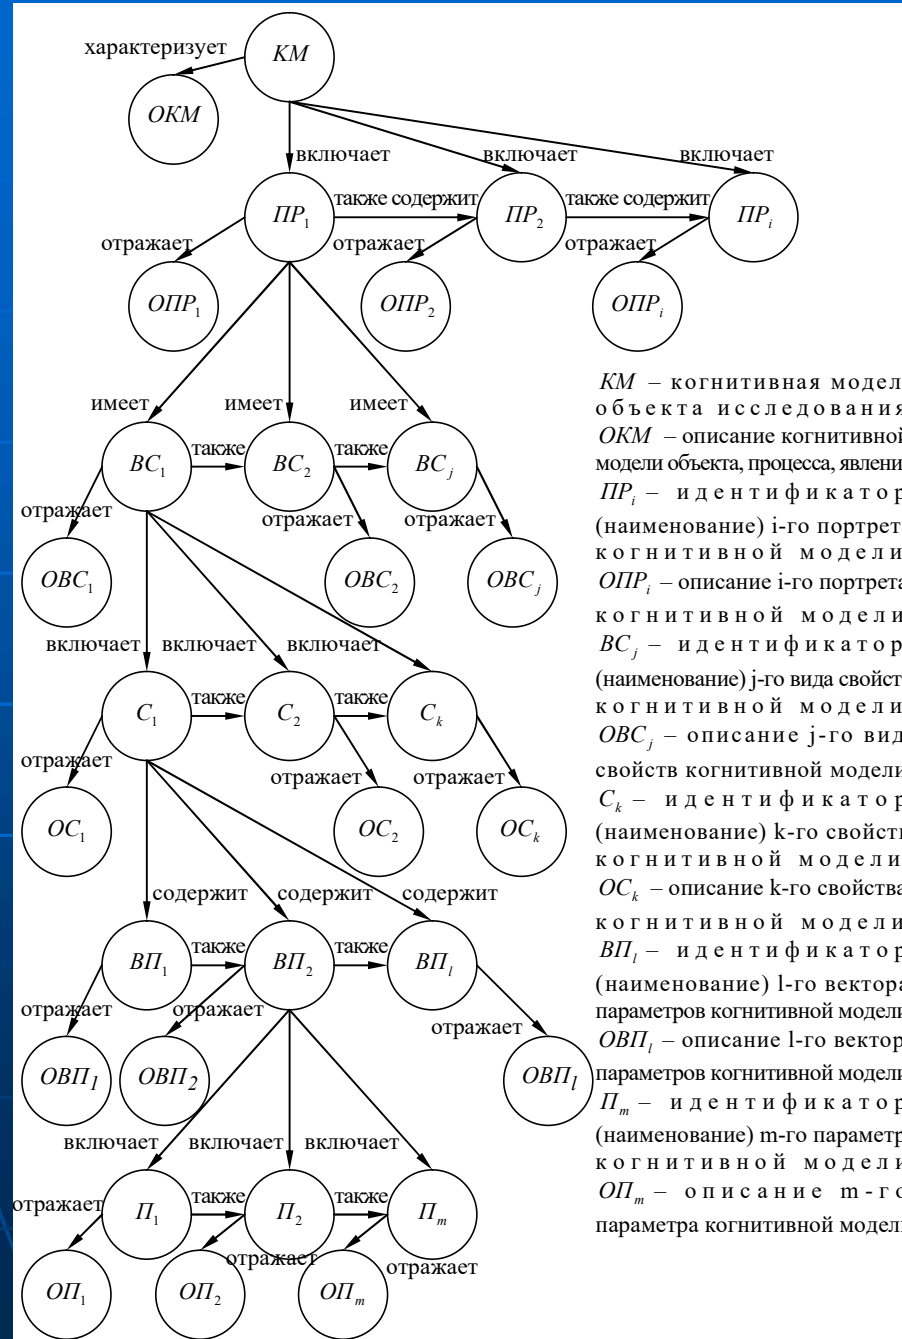 характеризует
КМ
ОКМ
включает включает включает
ПР1 также содержит ПР2 также содержит ПРi
отражает отражает отражает
ОПР1 ОПР2 ОПРi
имеет имеет имеет
ВС1 также ВС2 также ВСj
отражает отражает отражает
ОВС1 ОВС2 ОВСj
включает включает включает
С1 также С2 также Сk
отражает отражает отражает
ОС1 ОС2 ОСk
содержит содержит содержит
ВП1 также ВП2 также ВПl
отражает отражает отражает
ОВП1 ОВП2 ОВПl
включает включает включает
П1 также П2 также Пm
отражает отражает отражает
ОП1 ОП2 ОПm
КМ – когнитивная модел
объекта исследования
ОКМ – описание когнитивной
модели объекта, процесса, явлени
ПРi – идентификатор
(наименование) i-го портрет
когнитивной модели
ОПРi – описание i-го портрета
когнитивной модели
ВСj – идентификатор
(наименование) j-го вида свойст
когнитивной модели
ОВСj – описание j-го вид
свойств когнитивной модели
Сk – идентификатор
(наименование) k-го свойств
когнитивной модели
ОСk – описание k-го свойства
когнитивной модели
ВПl – идентификатор
(наименование) l-го вектора
параметров когнитивной модели
ОВПl – описание l-го вектор
параметров когнитивной модели
Пm – идентификатор
(наименование) m-го параметр
когнитивной модели
ОПm – описание m-го
параметра когнитивной модел